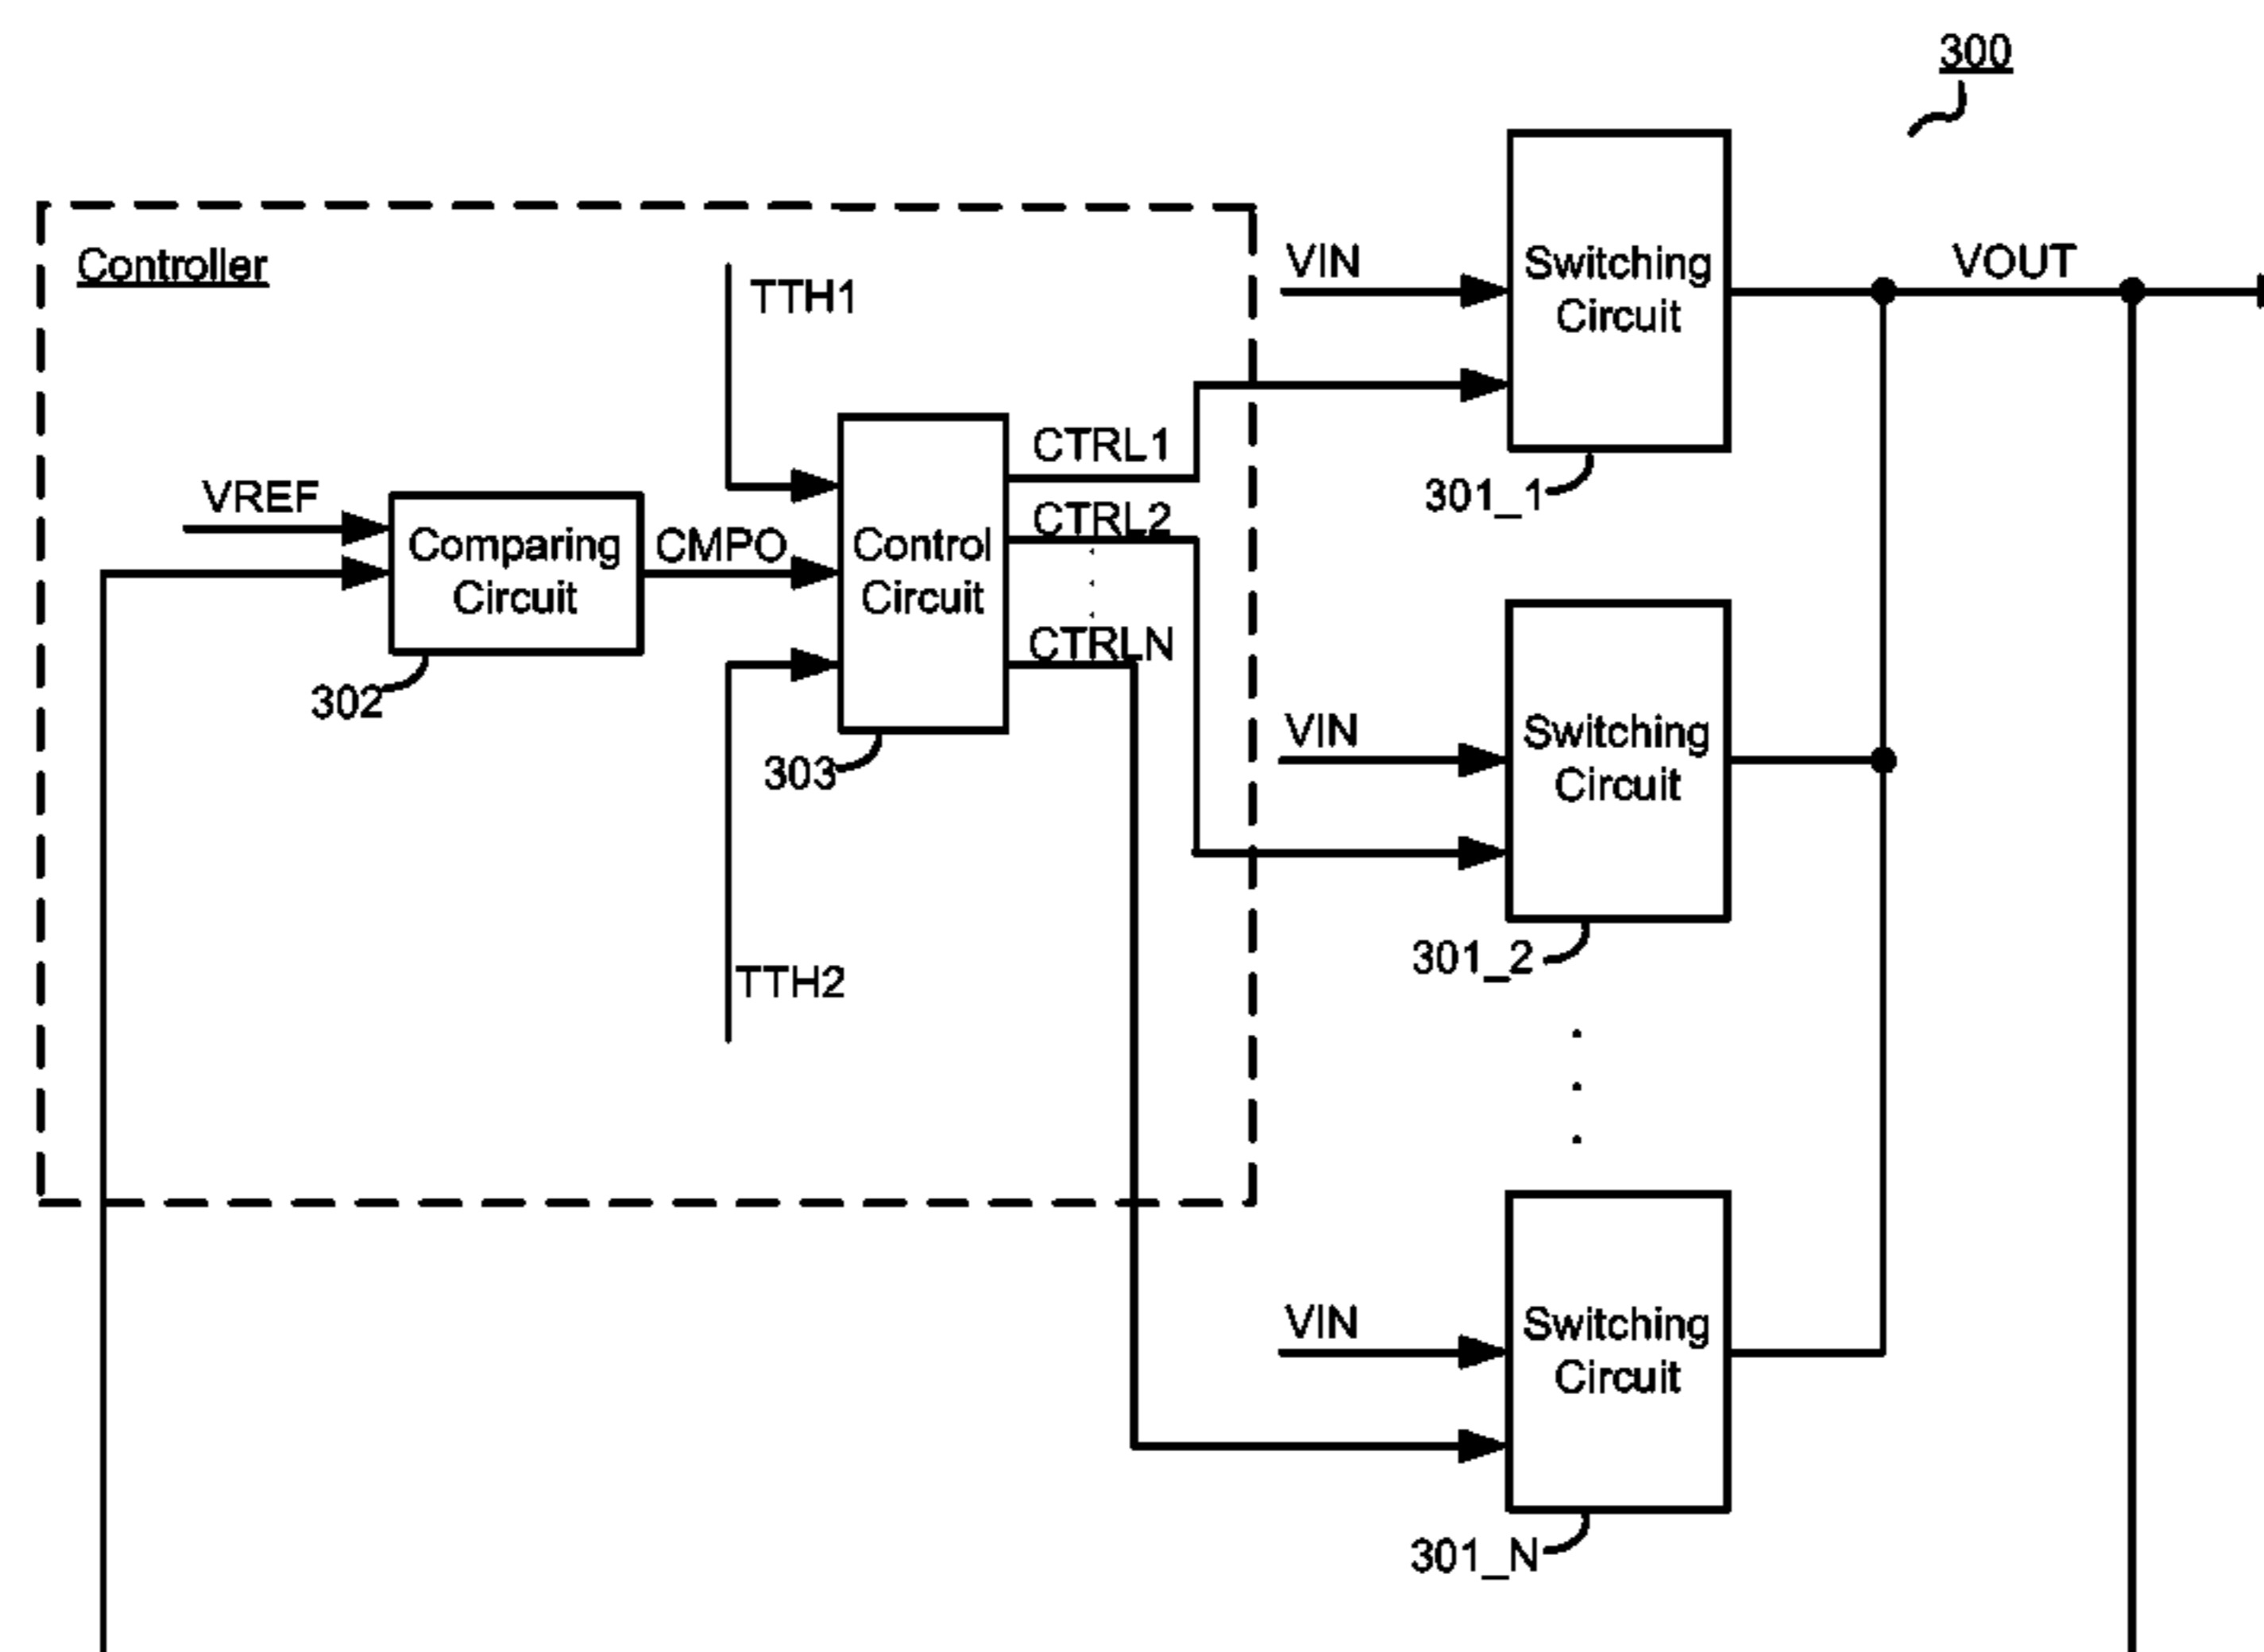 300
Controller
TTH1
VIN
Switching
Circuit
VOUT
301_1
VREF
Comparing
Circuit
302
CMPO
Control
Circuit
303
CTRL1
CTRL2
CTRLN
TTH2
VIN
Switching
Circuit
301_2
VIN
Switching
Circuit
301_N